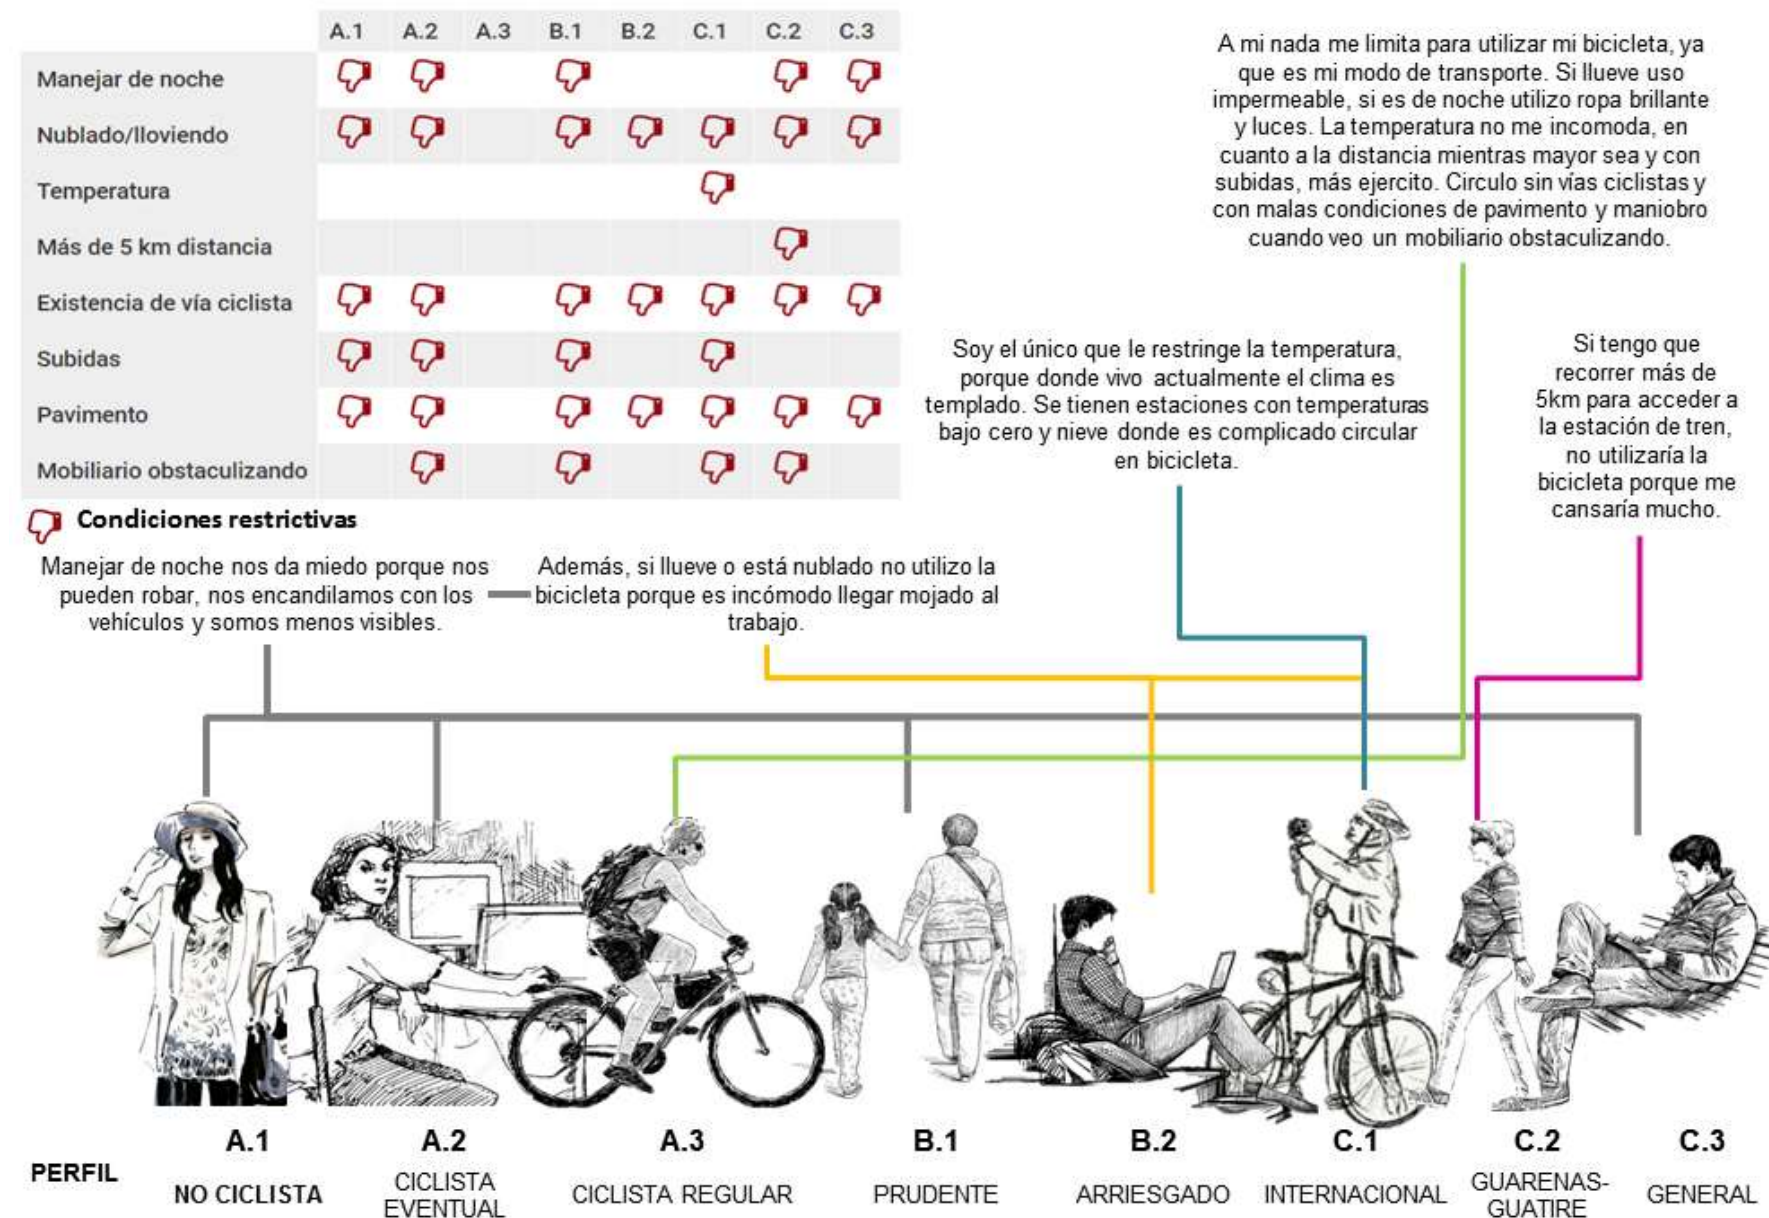 A.1 A.2 A.3 B.1 B.2 C.1 C.2 C.3
Manejar de noche
Nublado/lloviendo
Temperatura
Más de 5 km distancia
Existencia de vía ciclista
Subidas
Pavimento
Mobiliario obstaculizando
Condiciones restrictivas
A mi nada me limita para utilizar mi bicicleta, ya
que es mi modo de transporte. Si llueve uso
impermeable, si es de noche utilizo ropa brillante
y luces. La temperatura no me incomoda, en
cuanto a la distancia mientras mayor sea y con
subidas, más ejercito. Circulo sin vías ciclistas y
con malas condiciones de pavimento y maniobro
cuando veo un mobiliario obstaculizando.
Soy el único que le restringe la temperatura,
porque donde vivo actualmente el clima es
templado. Se tienen estaciones con temperaturas
bajo cero y nieve donde es complicado circular
en bicicleta.
Si tengo que
recorrer más de
5km para acceder a
la estación de tren,
no utilizaría la
bicicleta porque me
cansaría mucho.
Manejar de noche nos da miedo porque nos
pueden robar, nos encandilamos con los
vehículos y somos menos visibles.
Además, si llueve o está nublado no utilizo la
bicicleta porque es incómodo llegar mojado al
trabajo.
PERFIL
A.1
NO CICLISTA
A.2
CICLISTA
EVENTUAL
A.3
CICLISTA REGULAR
B.1
PRUDENTE
B.2
ARRIESGADO
C.1
INTERNACIONAL
C.2
GUARENAS-
GUATIRE
C.3
GENERAL